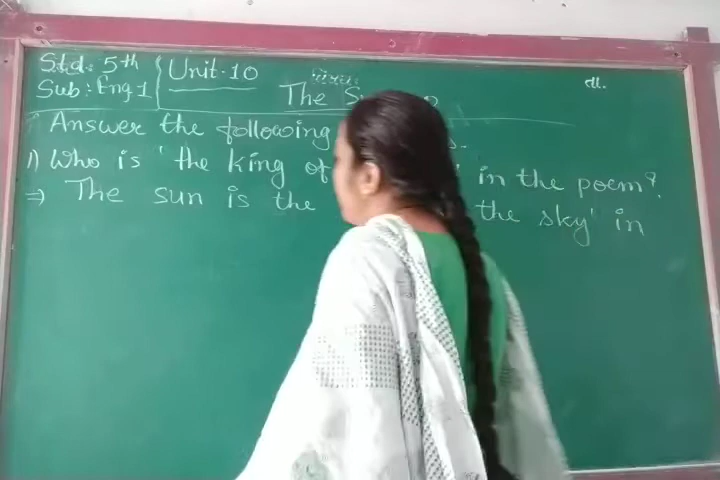 Std: 5th
Sub: Eng 1
Unit. 10
The
Answer the following
1) Who is 'the king of in the poem?
⇒ The sun is the the sky' in